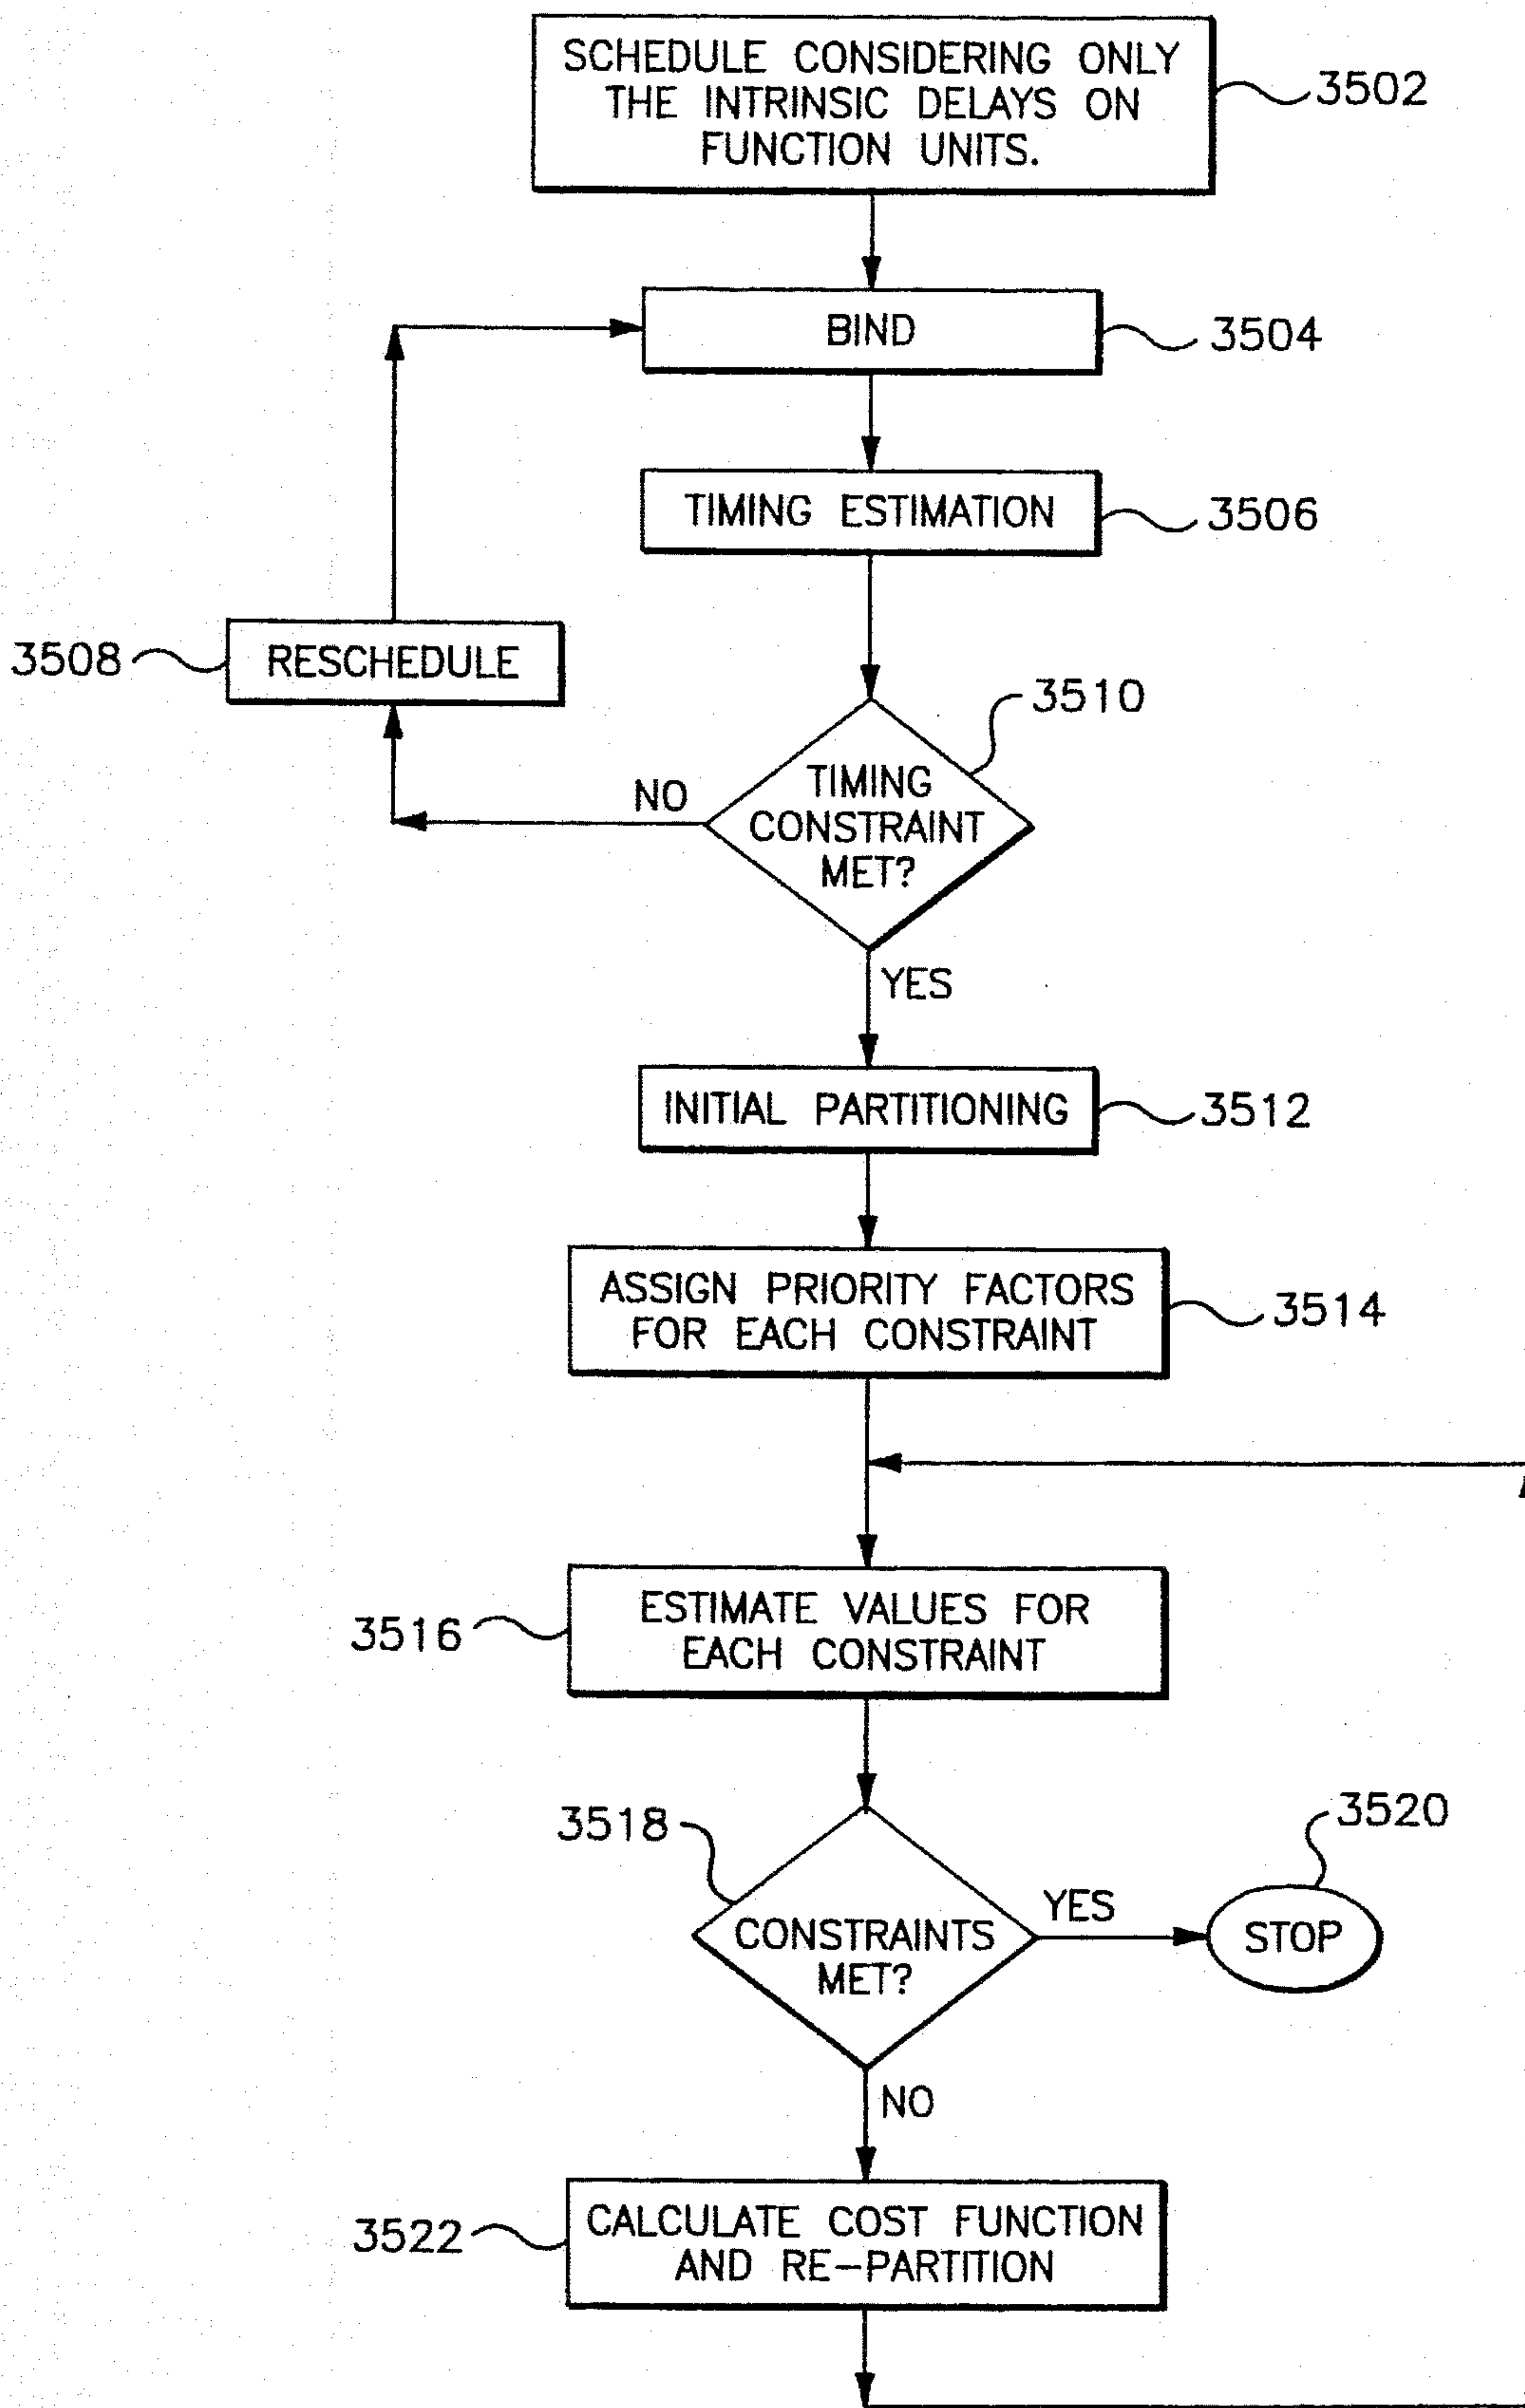 SCHEDULE CONSIDERING ONLY
THE INTRINSIC DELAYS ON
FUNCTION UNITS.
3502
BIND
3504
TIMING ESTIMATION
3506
3508
RESCHEDULE
3510
TIMING
CONSTRAINT
MET?
NO
YES
INITIAL PARTITIONING
3512
ASSIGN PRIORITY FACTORS
FOR EACH CONSTRAINT
3514
ESTIMATE VALUES FOR
EACH CONSTRAINT
3516
3518
CONSTRAINTS
MET?
YES
3520
STOP
NO
3522
CALCULATE COST FUNCTION
AND RE-PARTITION